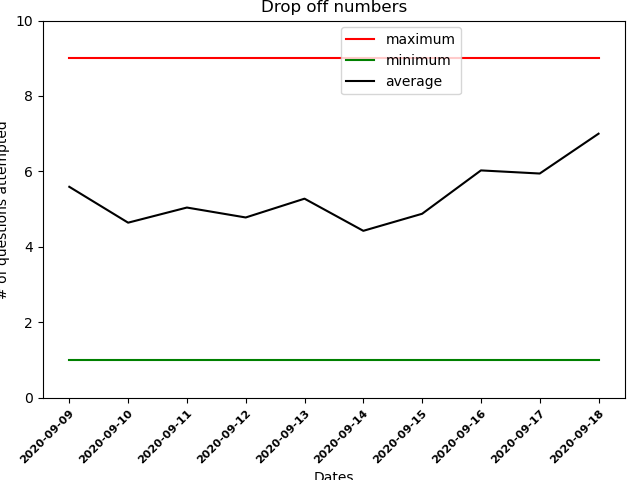 Drop off numbers
10
maximum
minimum
average
8
6
4
2
0
# of questions attempted
2020-09-09
2020-09-10
2020-09-11
2020-09-12
2020-09-13
2020-09-14
2020-09-15
2020-09-16
2020-09-17
2020-09-18
Dates